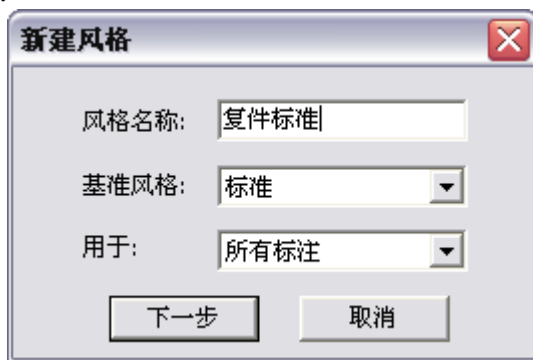 新建风格
风格名称: 复件标准
基准风格: 标准
用于: 所有标注
下一步 取消